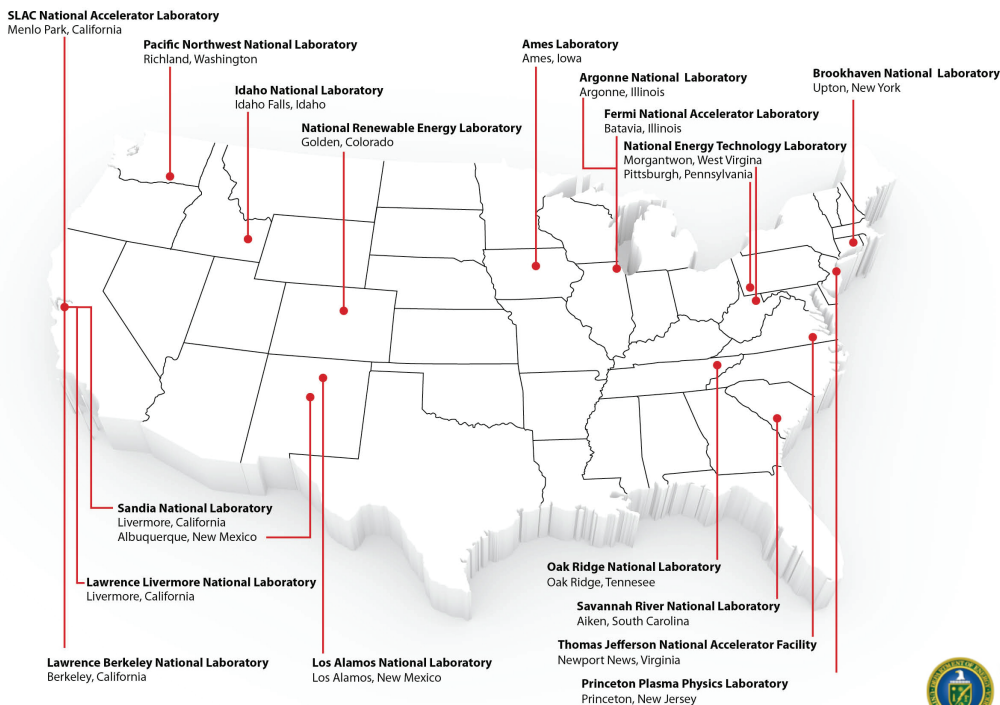 SLAC National Accelerator Laboratory
Menlo Park, California
Pacific Northwest National Laboratory
Richland, Washington
Idaho National Laboratory
Idaho Falls, Idaho
National Renewable Energy Laboratory
Golden, Colorado
Ames Laboratory
Ames, Iowa
Argonne National Laboratory
Argonne, Illinois
Fermi National Accelerator Laboratory
Batavia, Illinois
National Energy Technology Laboratory
Morgantwon, West Virgina
Pittsburgh, Pennsylvania
Brookhaven National Laboratory
Upton, New York
Sandia National Laboratory
Livermore, California
Albuquerque, New Mexico
Lawrence Livermore National Laboratory
Livermore, California
Lawrence Berkeley National Laboratory
Berkeley, California
Los Alamos National Laboratory
Los Alamos, New Mexico
Oak Ridge National Laboratory
Oak Ridge, Tennesee
Savannah River National Laboratory
Aiken, South Carolina
Thomas Jefferson National Accelerator Facility
Newport News, Virginia
Princeton Plasma Physics Laboratory
Princeton, New Jersey